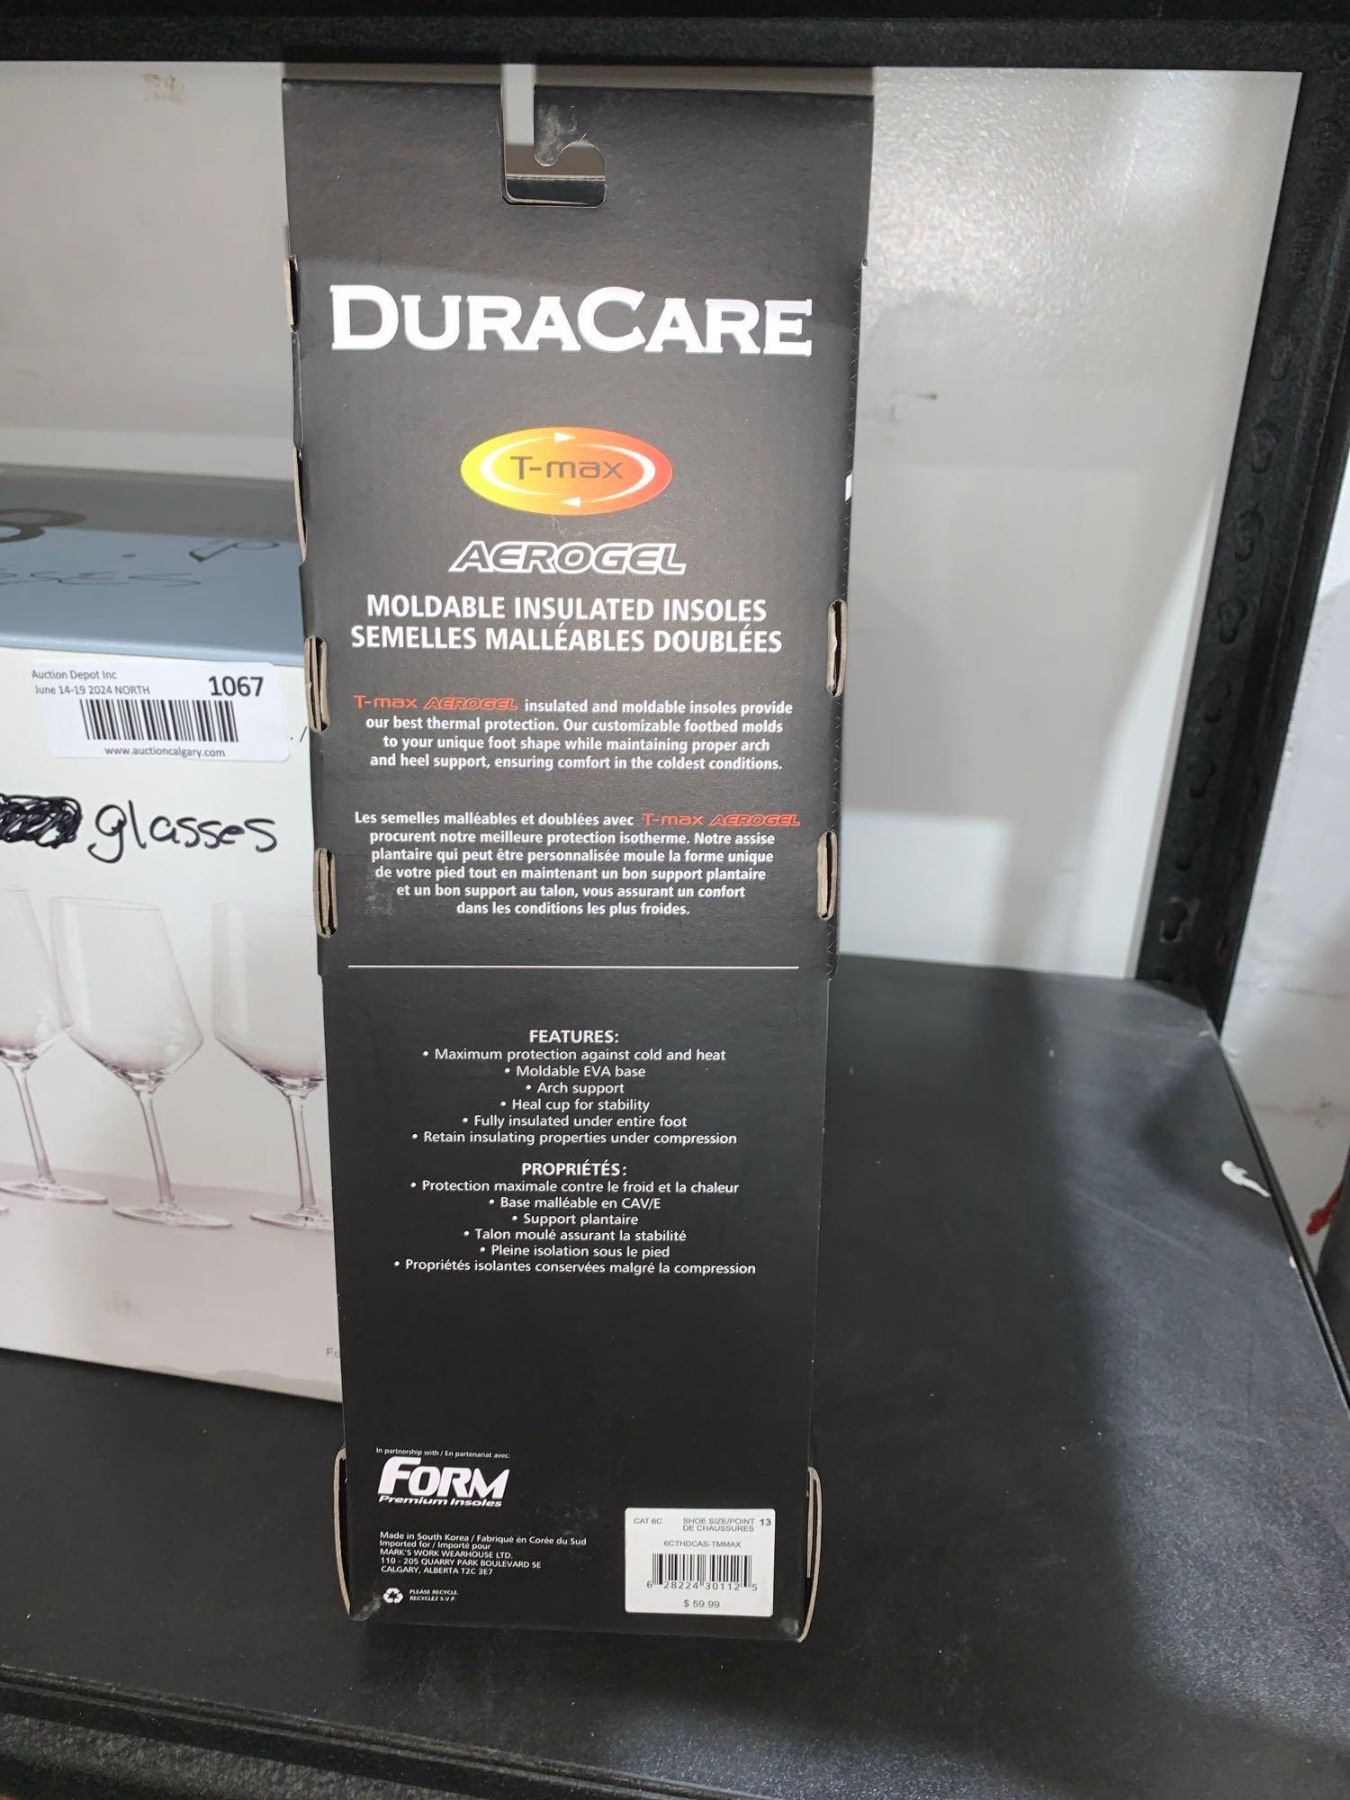 DURACARE
T-max
AEROGEL
MOLDABLE INSULATED INSOLES
SEMELLES MALLÉABLES DOUBLÉES
T-max AEROGEL insulated and moldable insoles provide
our best thermal protection. Our customizable footbed molds
to your unique foot shape while maintaining proper arch
and heel support, ensuring comfort in the coldest conditions.
Les semelles malléables et doublées avec T-max AEROGEL
procurent notre meilleure protection isotherme. Notre assise
plantaire qui peut être personnalisée moule la forme unique
de votre pied tout en maintenant un bon support plantaire
et un bon support au talon, vous assurant un confort
dans les conditions les plus froides.
FEATURES:
• Maximum protection against cold and heat
• Moldable EVA base
• Arch support
• Heal cup for stability
• Fully insulated under entire foot
• Retain insulating properties under compression
PROPRIÉTÉS:
• Protection maximale contre le froid et la chaleur
• Base malléable en CAV/E
• Support plantaire
• Talon moulé assurant la stabilité
• Pleine isolation sous le pied
• Propriétés isolantes conservées malgré la compression
In partnership with / En partenariat avec:
FORM
Premium Insoles
Made in South Korea / Fabriqué en Corée du Sud
Imported for / Importé pour
MARK'S WORK WEARHOUSE LTD.
110 - 205 QUARRY PARK BOULEVARD SE
CALGARY, ALBERTA T2C 3E7
PLEASE RECYCLE.
RECYCLEZ S.V.P.
CAT 6C SHOE SIZE/POINT 13
DE CHAUSSURES
6CTHDCAS-TMMAX
6 28224 30112 5
$ 59.99
Auction Depot Inc
June 14-19 2024 NORTH 1067
www.auctioncalgary.com
glasses